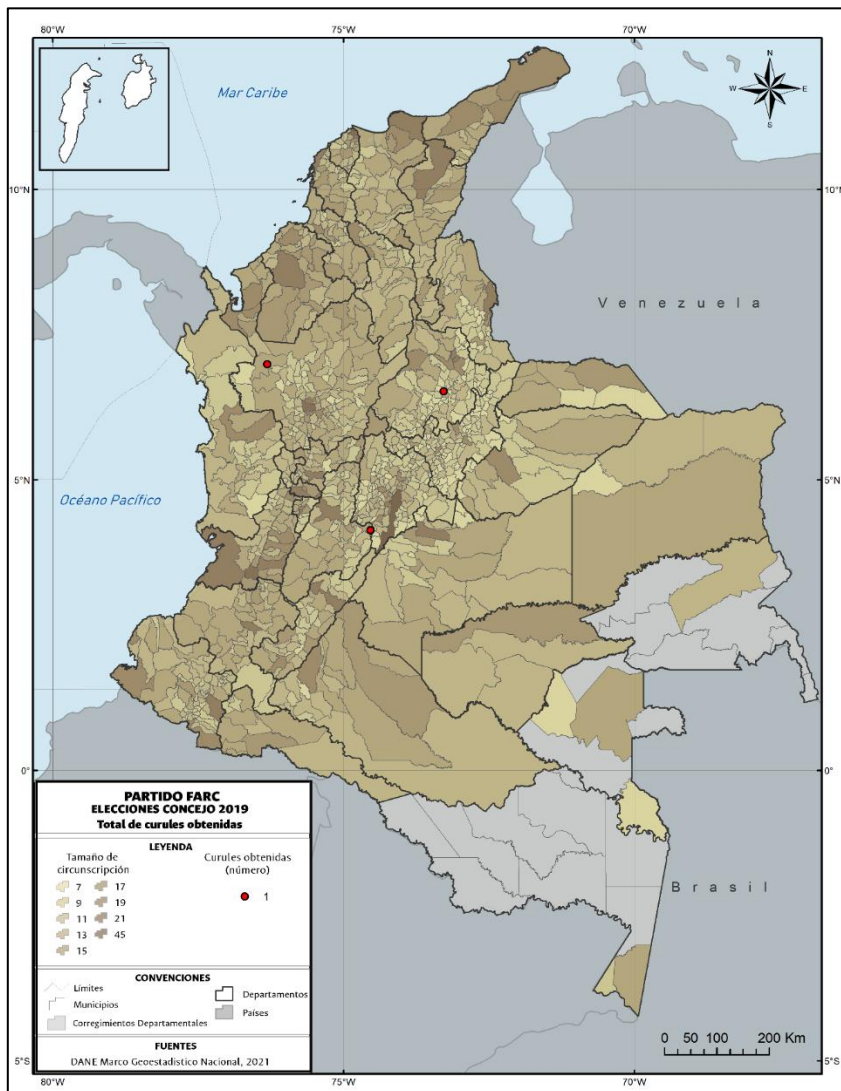 80°W 75°W 70°W
Mar Caribe
N
W E
S
10°N 10°N
Venezuela
5°N 5°N
Océano Pacífico
0° 0°
PARTIDO FARC
ELECCIONES CONCEJO 2019
Total de curules obtenidas
LEYENDA
Tamaño de circunscripción
7 17
9 19
11 21
13 45
15
Curules obtenidas
(número)
1
CONVENCIONES
Límites
Municipios
Corregimientos Departamentales
Departamentos
Países
FUENTES
DANE Marco Geoestadístico Nacional, 2021
Brasil
0 50 100 200 Km
5°S 5°S
80°W 75°W 70°W